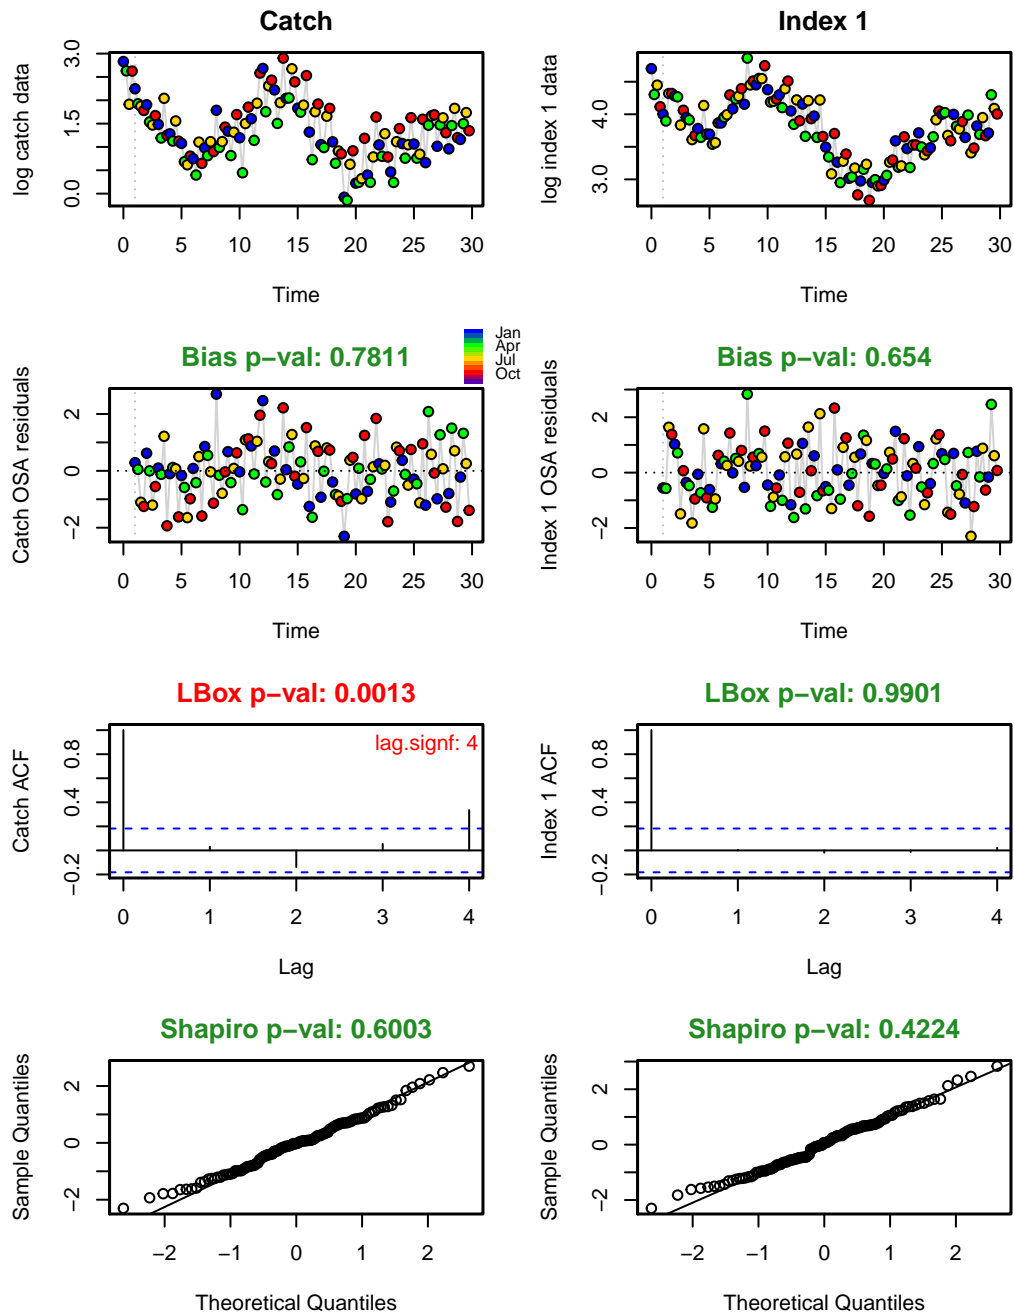 Catch
Index 1
log catch data
0.0 1.5 3.0
0 5 10 15 20 25 30
Time
log index 1 data
3.0 4.0
0 5 10 15 20 25 30
Time
Bias p−val: 0.7811
Jan
Apr
Jul
Oct
Bias p−val: 0.654
Catch OSA residuals
−2 0 2
0 5 10 15 20 25 30
Time
Index 1 OSA residuals
−2 0 2
0 5 10 15 20 25 30
Time
LBox p−val: 0.0013
LBox p−val: 0.9901
Catch ACF
−0.2 0.4 0.8
lag.signf: 4
0 1 2 3 4
Lag
Index 1 ACF
−0.2 0.4 0.8
0 1 2 3 4
Lag
Shapiro p−val: 0.6003
Shapiro p−val: 0.4224
Sample Quantiles
−2 0 2
−2 −1 0 1 2
Theoretical Quantiles
Sample Quantiles
−2 0 2
−2 −1 0 1 2
Theoretical Quantiles